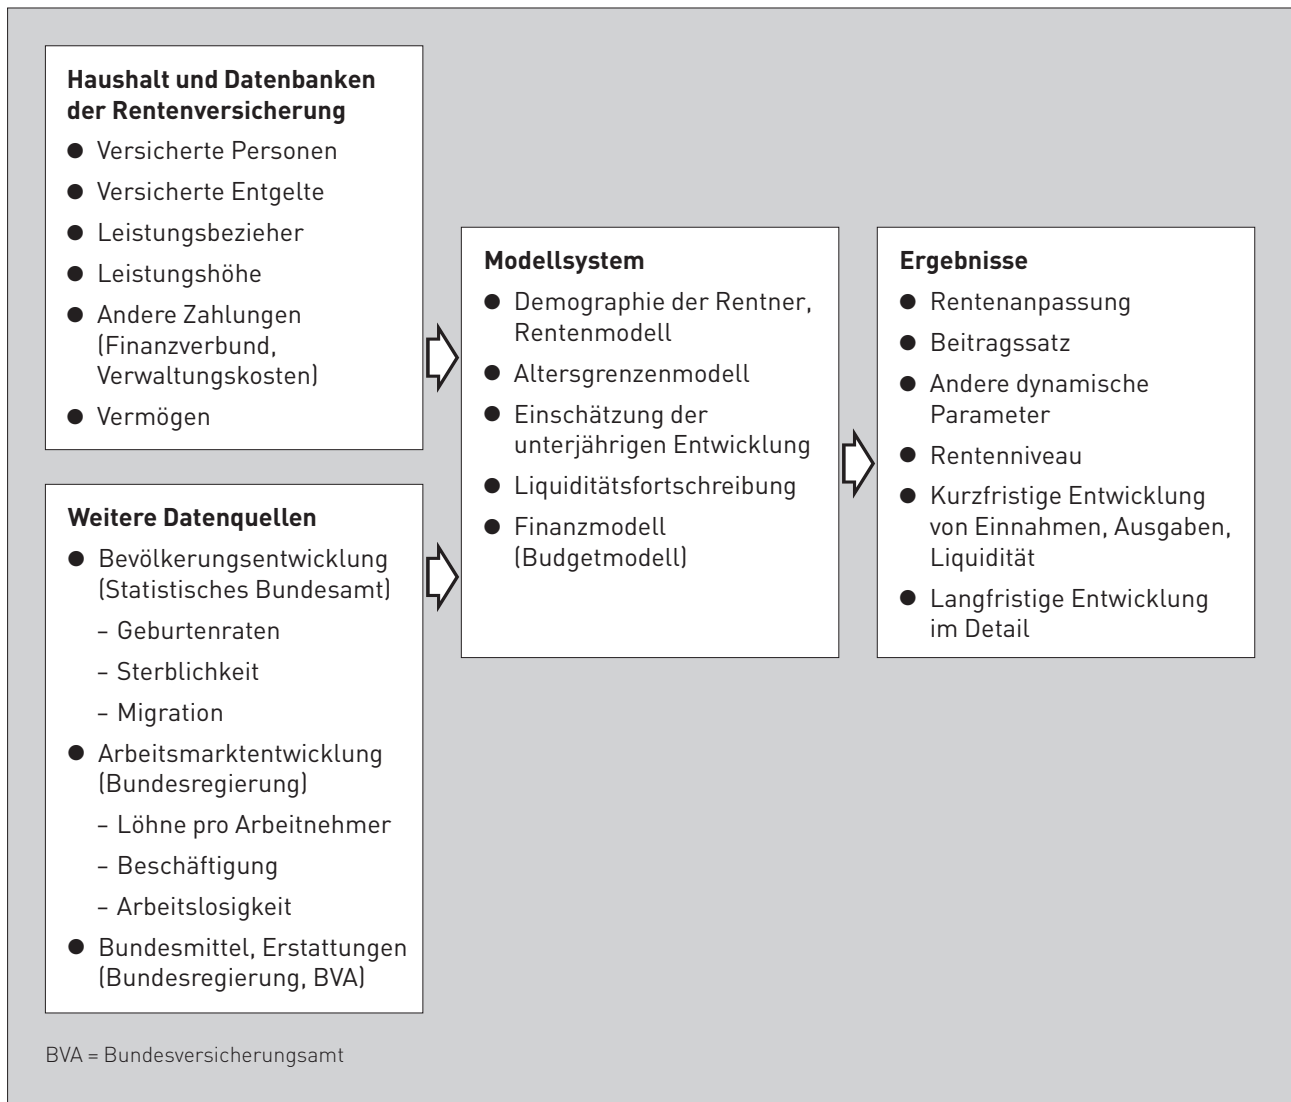 Haushalt und Datenbanken
der Rentenversicherung
● Versicherte Personen
● Versicherte Entgelte
● Leistungsbezieher
● Leistungshöhe
● Andere Zahlungen
(Finanzverbund,
Verwaltungskosten)
● Vermögen
Weitere Datenquellen
● Bevölkerungsentwicklung
(Statistisches Bundesamt)
– Geburtenraten
– Sterblichkeit
– Migration
● Arbeitsmarktentwicklung
(Bundesregierung)
– Löhne pro Arbeitnehmer
– Beschäftigung
– Arbeitslosigkeit
● Bundesmittel, Erstattungen
(Bundesregierung, BVA)
Modellsystem
● Demographie der Rentner,
Rentenmodell
● Altersgrenzenmodell
● Einschätzung der
unterjährigen Entwicklung
● Liquiditätsfortschreibung
● Finanzmodell
(Budgetmodell)
Ergebnisse
● Rentenanpassung
● Beitragssatz
● Andere dynamische
Parameter
● Rentenniveau
● Kurzfristige Entwicklung
von Einnahmen, Ausgaben,
Liquidität
● Langfristige Entwicklung
im Detail
BVA = Bundesversicherungsamt